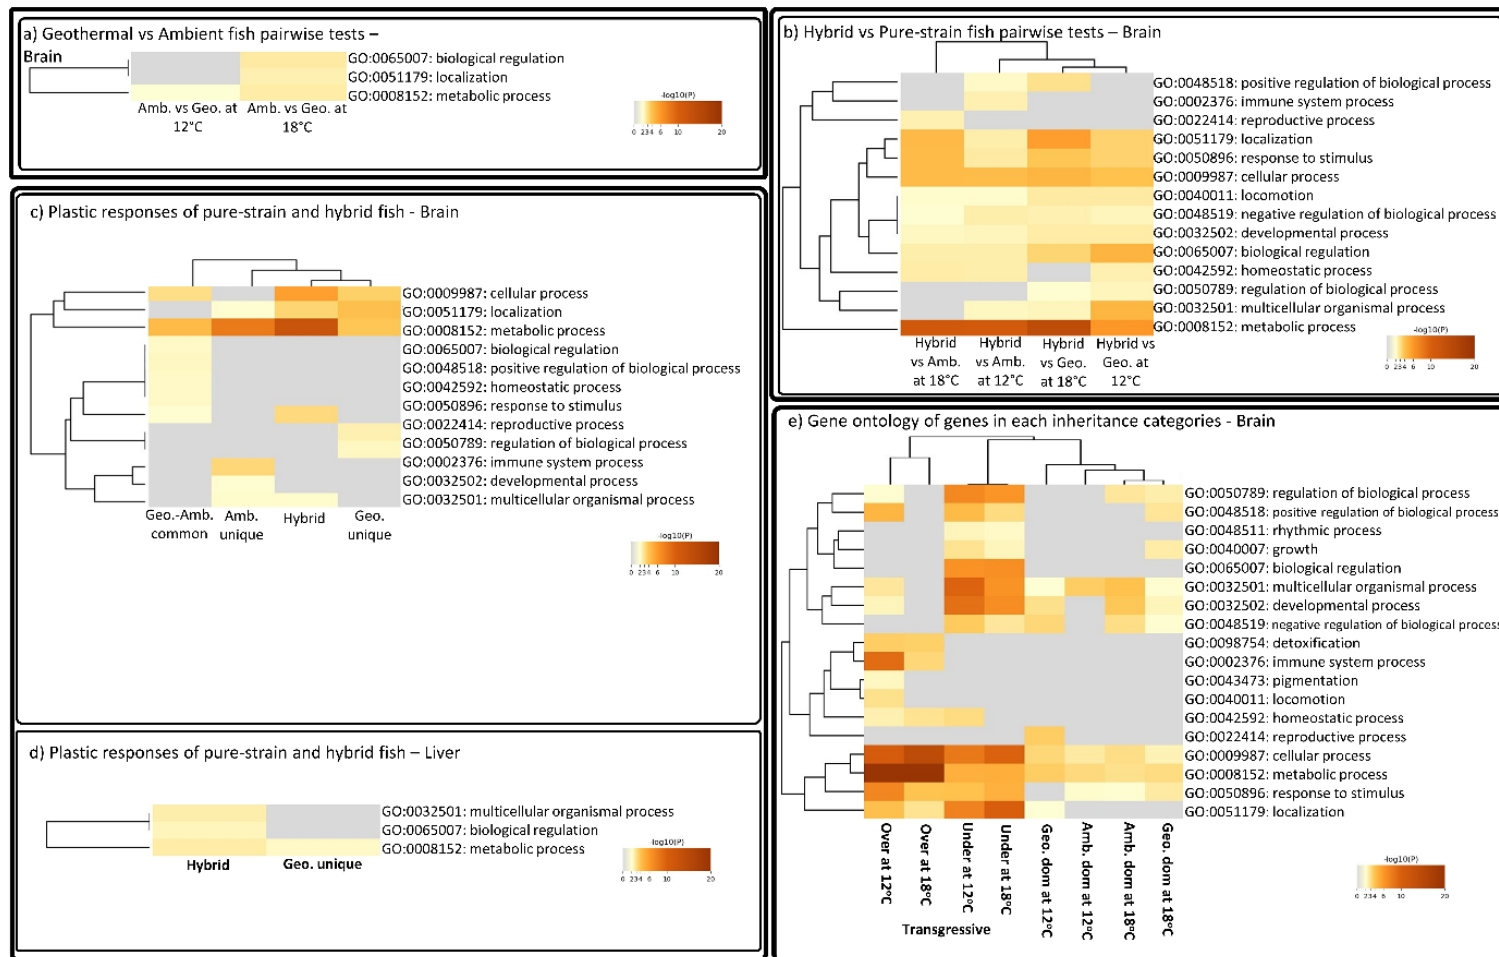 a) Geothermal vs Ambient fish pairwise tests –
Brain
GO:0065007: biological regulation
GO:0051179: localization
GO:0008152: metabolic process
Amb. vs Geo. at 12°C
Amb. vs Geo. at 18°C
-log10(P)
0 2 3 4 6 10 20
b) Hybrid vs Pure-strain fish pairwise tests – Brain
GO:0048518: positive regulation of biological process
GO:0002376: immune system process
GO:0022414: reproductive process
GO:0051179: localization
GO:0050896: response to stimulus
GO:0009987: cellular process
GO:0040011: locomotion
GO:0048519: negative regulation of biological process
GO:0032502: developmental process
GO:0065007: biological regulation
GO:0042592: homeostatic process
GO:0050789: regulation of biological process
GO:0032501: multicellular organismal process
GO:0008152: metabolic process
Hybrid vs Amb. at 18°C
Hybrid vs Amb. at 12°C
Hybrid vs Geo. at 18°C
Hybrid vs Geo. at 12°C
-log10(P)
0 2 3 4 6 10 20
c) Plastic responses of pure-strain and hybrid fish - Brain
GO:0009987: cellular process
GO:0051179: localization
GO:0008152: metabolic process
GO:0065007: biological regulation
GO:0048518: positive regulation of biological process
GO:0042592: homeostatic process
GO:0050896: response to stimulus
GO:0022414: reproductive process
GO:0050789: regulation of biological process
GO:0002376: immune system process
GO:0032502: developmental process
GO:0032501: multicellular organismal process
Geo.-Amb. common
Amb. unique
Hybrid
Geo. unique
-log10(P)
0 2 3 4 6 10 20
d) Plastic responses of pure-strain and hybrid fish – Liver
GO:0032501: multicellular organismal process
GO:0065007: biological regulation
GO:0008152: metabolic process
Hybrid
Geo. unique
-log10(P)
0 2 3 4 6 10 20
e) Gene ontology of genes in each inheritance categories - Brain
GO:0050789: regulation of biological process
GO:0048518: positive regulation of biological process
GO:0048511: rhythmic process
GO:0040007: growth
GO:0065007: biological regulation
GO:0032501: multicellular organismal process
GO:0032502: developmental process
GO:0048519: negative regulation of biological process
GO:0098754: detoxification
GO:0002376: immune system process
GO:0043473: pigmentation
GO:0040011: locomotion
GO:0042592: homeostatic process
GO:0022414: reproductive process
GO:0009987: cellular process
GO:0008152: metabolic process
GO:0050896: response to stimulus
GO:0051179: localization
Over at 12°C
Over at 18°C
Under at 12°C
Under at 18°C
Geo. dom at 12°C
Amb. dom at 12°C
Amb. dom at 18°C
Geo. dom at 18°C
Transgressive
-log10(P)
0 2 3 4 6 10 20